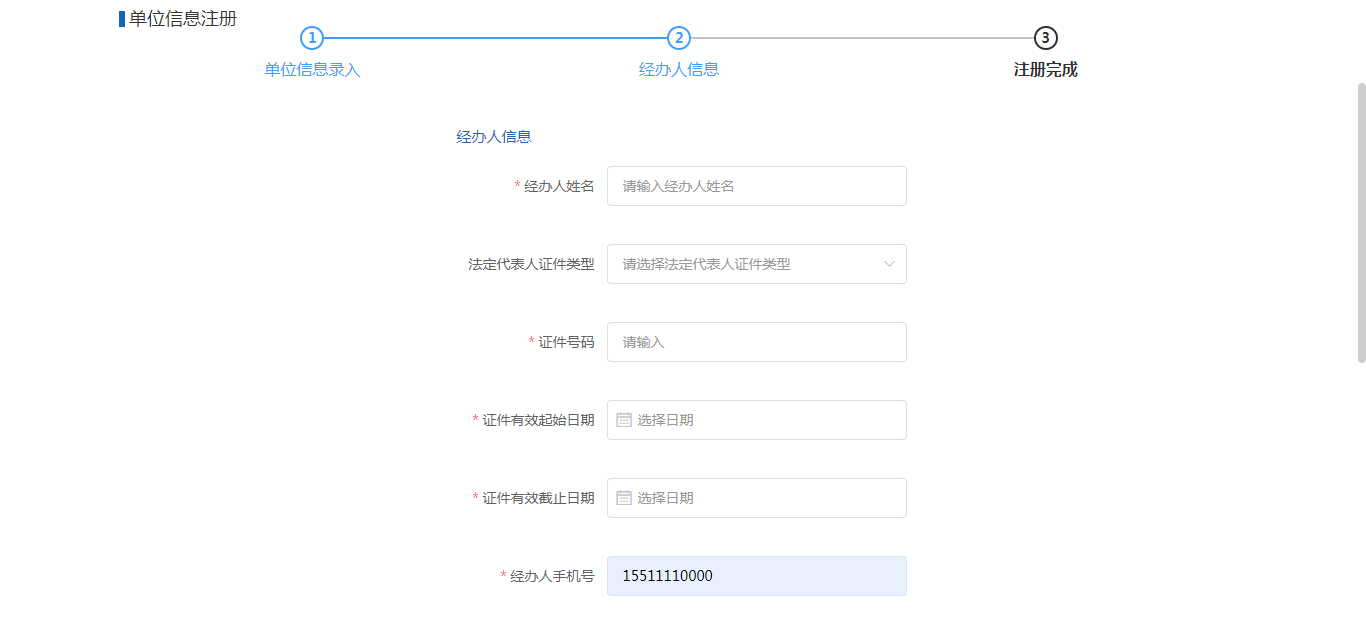 单位信息注册
1
2
3
单位信息录入
经办人信息
注册完成
经办人信息
* 经办人姓名 请输入经办人姓名
法定代表人证件类型 请选择法定代表人证件类型
* 证件号码 请输入
* 证件有效起始日期 选择日期
* 证件有效截止日期 选择日期
* 经办人手机号 15511110000